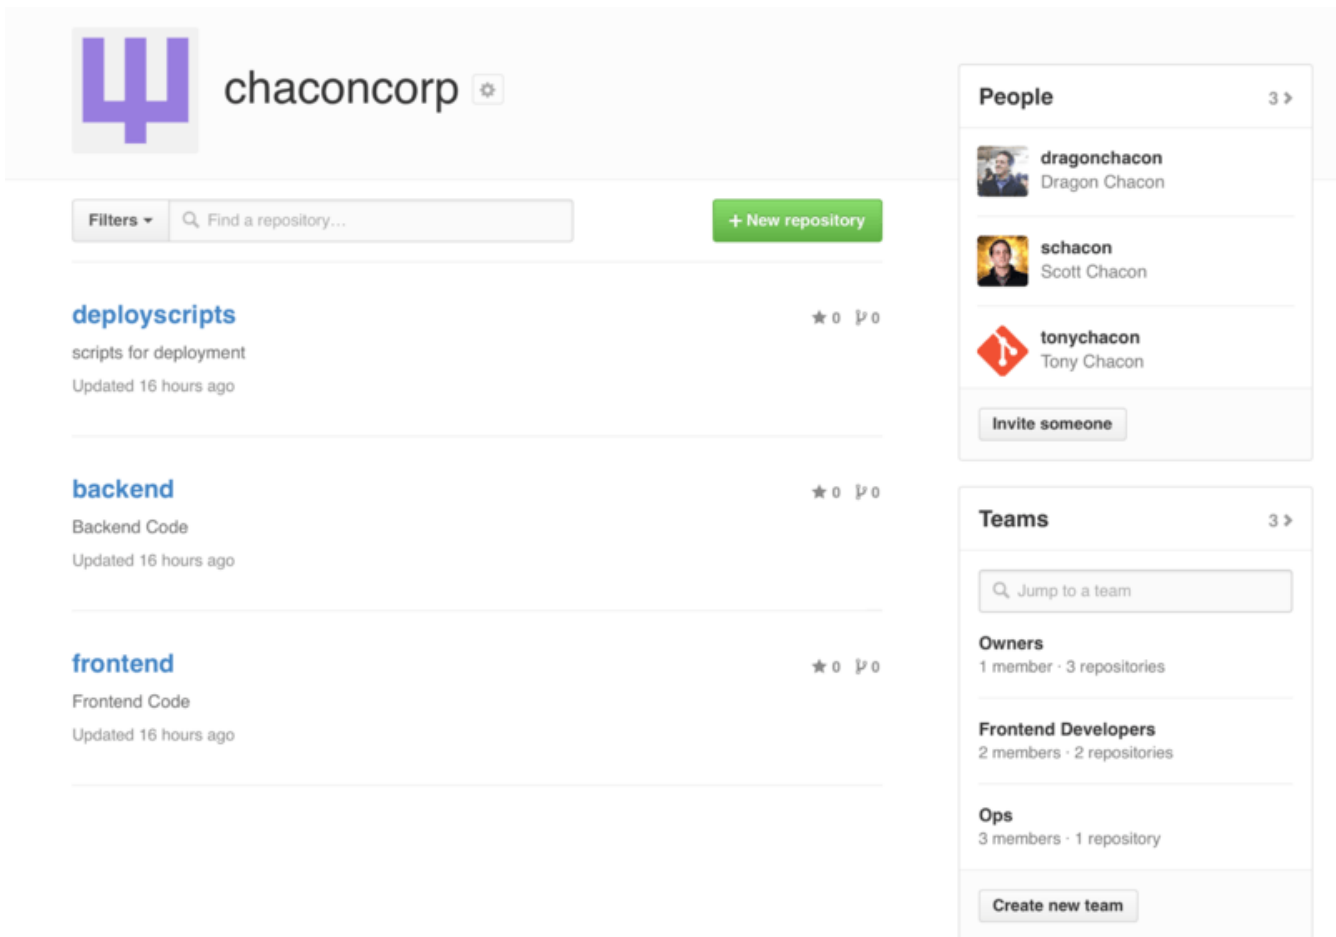 chaconcorp
Filters
Find a repository...
+ New repository
deployscripts
0 0
scripts for deployment
Updated 16 hours ago
backend
0 0
Backend Code
Updated 16 hours ago
frontend
0 0
Frontend Code
Updated 16 hours ago
People 3
dragonchacon
Dragon Chacon
schacon
Scott Chacon
tonychacon
Tony Chacon
Invite someone
Teams 3
Jump to a team
Owners
1 member · 3 repositories
Frontend Developers
2 members · 2 repositories
Ops
3 members · 1 repository
Create new team